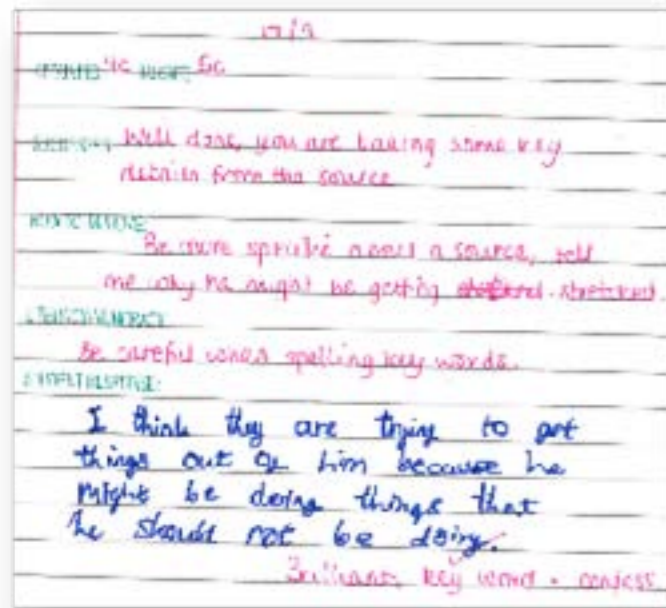 4c 5c
Well done, you are taking some key
details from the source
Be more specific about a source, tell
me why he might be getting stretched.
Be careful when spelling key words.
I think they are trying to get
things out of him because he
might be doing things that
he should not be doing.
Brilliant, key word - confess